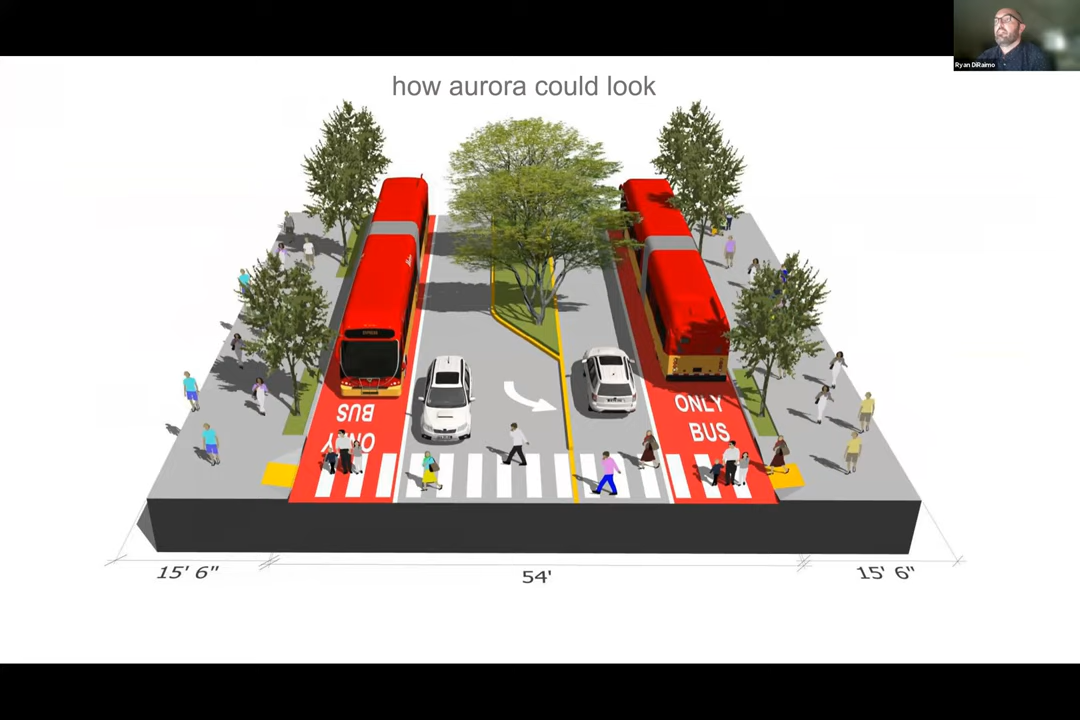 Ryan DiRaimo
how aurora could look
BUS
ONLY
ONLY
BUS
15' 6"
54'
15' 6"